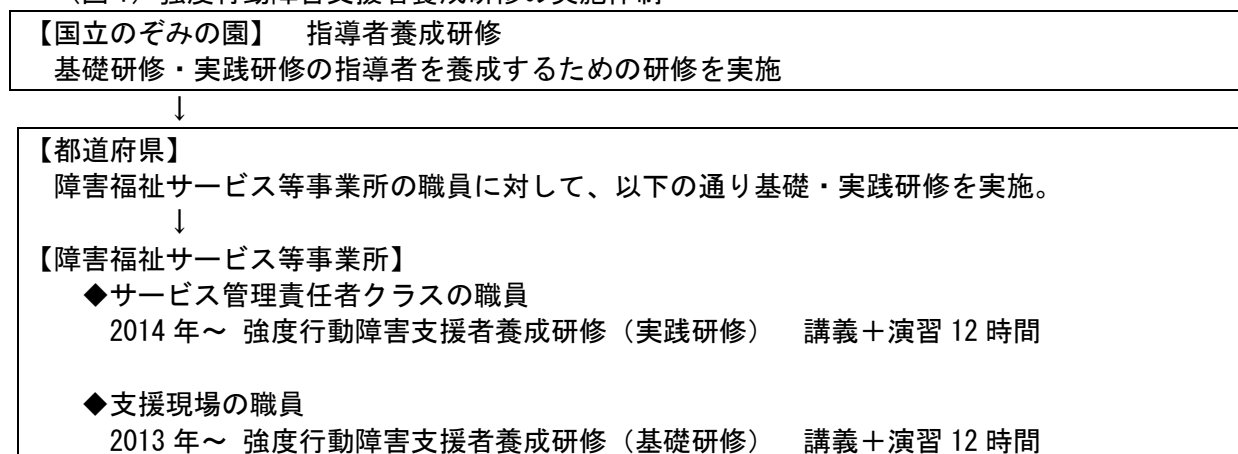 【国立のぞみの園】 指導者養成研修
基礎研修・実践研修の指導者を養成するための研修を実施
↓
【都道府県】
障害福祉サービス等事業所の職員に対して、以下の通り基礎・実践研修を実施。
↓
【障害福祉サービス等事業所】
◆サービス管理責任者クラスの職員
2014 年～ 強度行動障害支援者養成研修（実践研修） 講義＋演習 12 時間
◆支援現場の職員
2013 年～ 強度行動障害支援者養成研修（基礎研修） 講義＋演習 12 時間